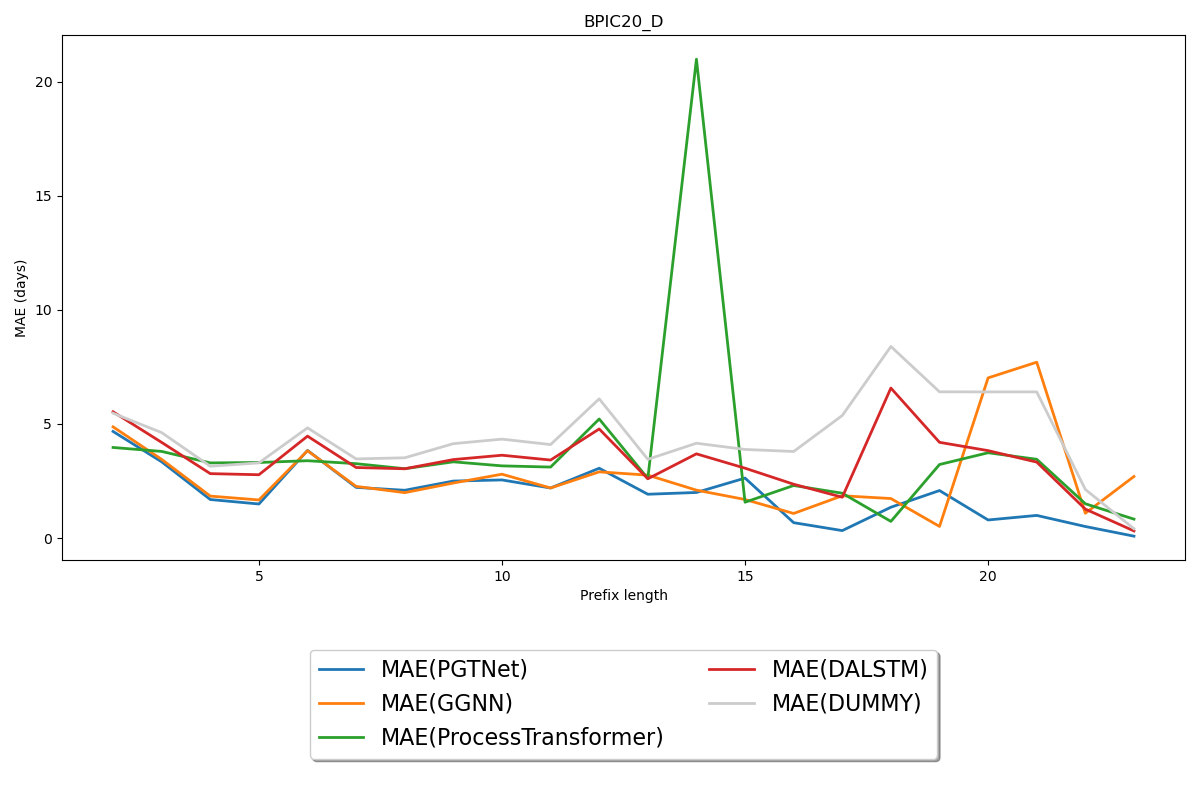 BPIC20_D
MAE (days)
20
15
10
5
0
5 10 15 20
Prefix length
MAE(PGTNet)
MAE(GGNN)
MAE(ProcessTransformer)
MAE(DALSTM)
MAE(DUMMY)